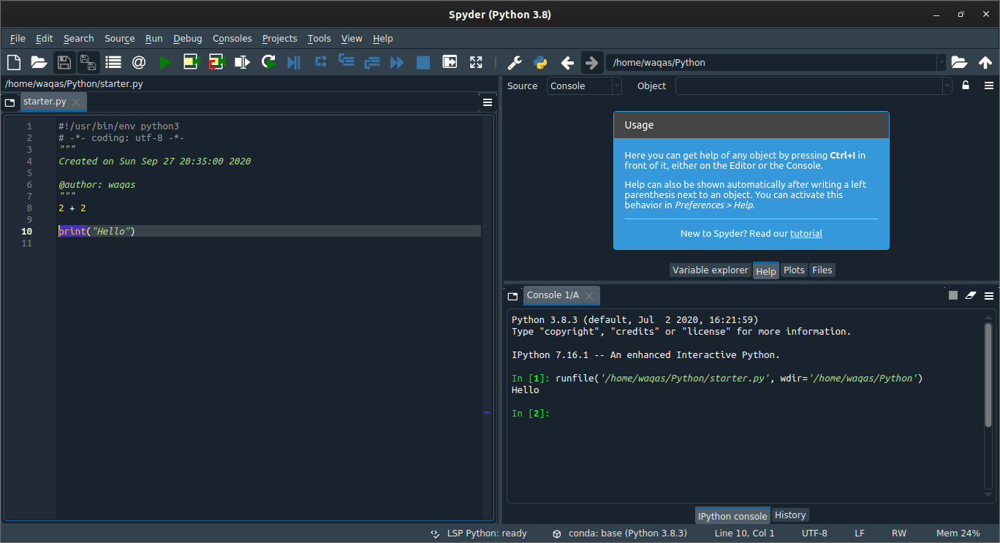 Spyder (Python 3.8)
File Edit Search Source Run Debug Consoles Projects Tools View Help
/home/waqas/Python
/home/waqas/Python/starter.py
starter.py
1 #!/usr/bin/env python3
2 # -*- coding: utf-8 -*-
3 """
4 Created on Sun Sep 27 20:35:00 2020
5
6 @author: waqas
7 """
8 2 + 2
9
10 print("Hello")
11
Source Console Object
Usage
Here you can get help of any object by pressing Ctrl+I in
front of it, either on the Editor or the Console.
Help can also be shown automatically after writing a left
parenthesis next to an object. You can activate this
behavior in Preferences > Help.
New to Spyder? Read our tutorial
Variable explorer Help Plots Files
Console 1/A
Python 3.8.3 (default, Jul  2 2020, 16:21:59)
Type "copyright", "credits" or "license" for more information.
IPython 7.16.1 -- An enhanced Interactive Python.
In [1]: runfile('/home/waqas/Python/starter.py', wdir='/home/waqas/Python')
Hello
In [2]:
IPython console History
LSP Python: ready conda: base (Python 3.8.3) Line 10, Col 1 UTF-8 LF RW Mem 24%